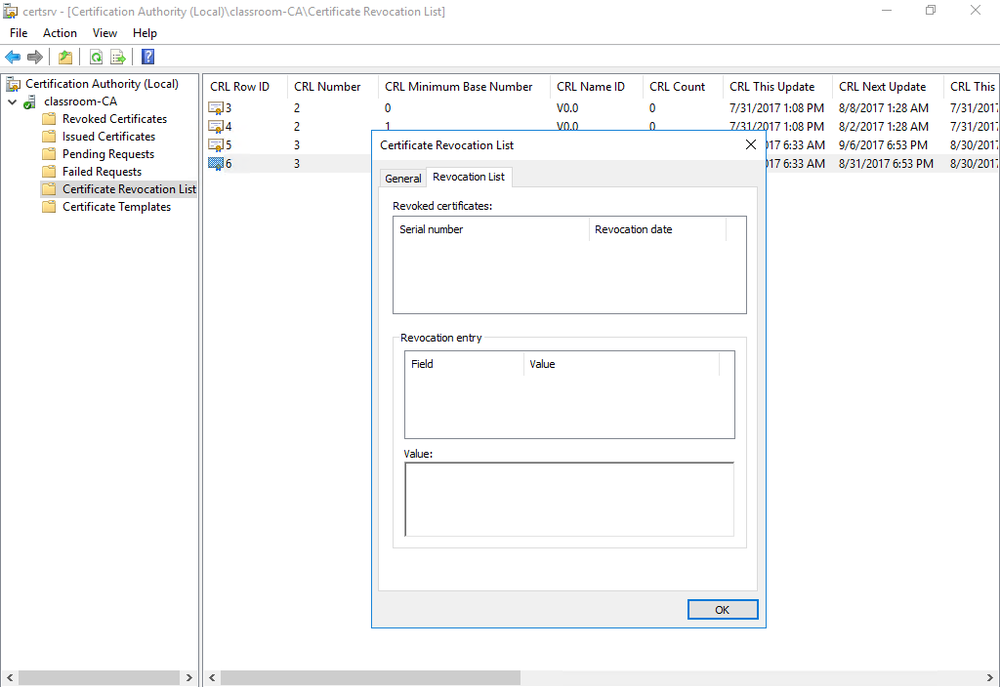 certsrv - [Certification Authority (Local)\classroom-CA\Certificate Revocation List]
File Action View Help
Certification Authority (Local)
classroom-CA
Revoked Certificates
Issued Certificates
Pending Requests
Failed Requests
Certificate Revocation List
Certificate Templates
CRL Row ID CRL Number CRL Minimum Base Number CRL Name ID CRL Count CRL This Update CRL Next Update CRL This
3 2 0 V0.0 0 7/31/2017 1:08 PM 8/8/2017 1:28 AM 7/31/2017
4 2 1 V0.0 0 7/31/2017 1:08 PM 8/2/2017 1:28 AM 7/31/2017
5 3 2017 6:33 AM 9/6/2017 6:53 PM 8/30/2017
6 3 2017 6:33 AM 8/31/2017 6:53 PM 8/30/2017
Certificate Revocation List
General Revocation List
Revoked certificates:
Serial number Revocation date
Revocation entry
Field Value
Value:
OK